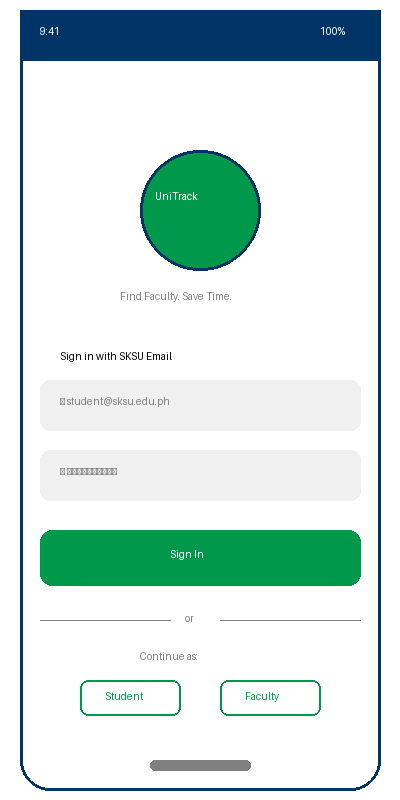 9:41 100%
UniTrack
Find Faculty. Save Time.
Sign in with SKSU Email
student@sksu.edu.ph
Sign In
or
Continue as:
Student Faculty